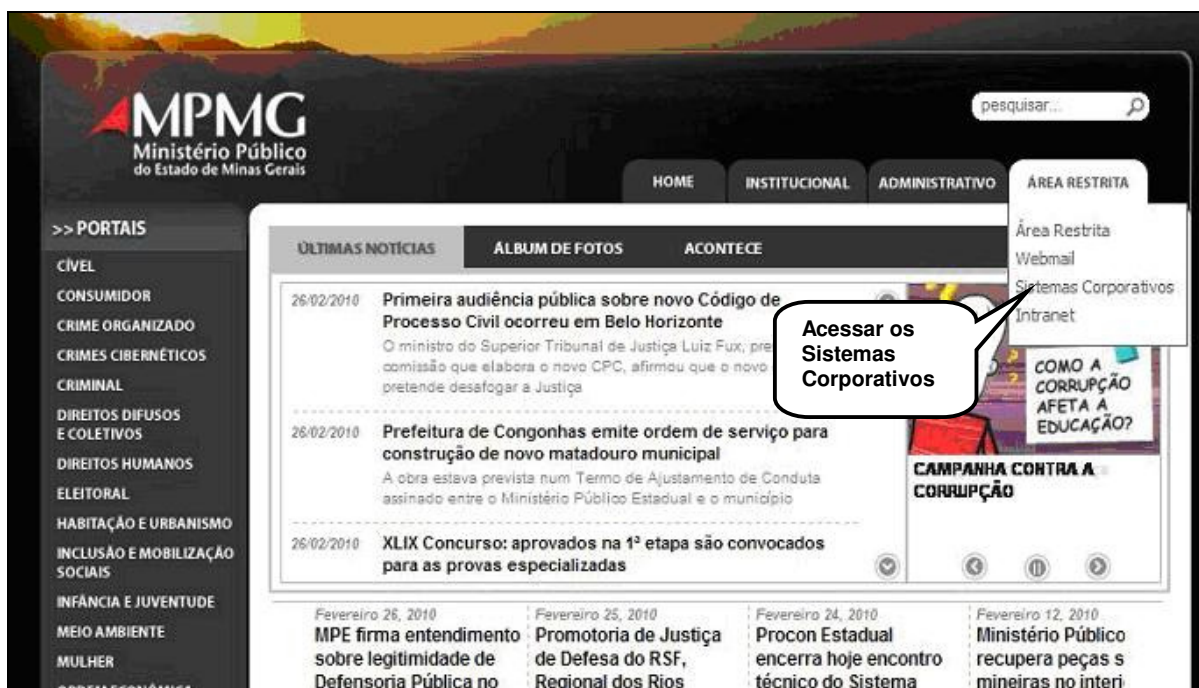 MPMG
Ministério Público
do Estado de Minas Gerais
pesquisar...
HOME
INSTITUCIONAL
ADMINISTRATIVO
ÁREA RESTRITA
Área Restrita
Webmail
Sistemas Corporativos
Intranet
>> PORTAIS
CÍVEL
CONSUMIDOR
CRIME ORGANIZADO
CRIMES CIBERNÉTICOS
CRIMINAL
DIREITOS DIFUSOS
E COLETIVOS
DIREITOS HUMANOS
ELEITORAL
HABITAÇÃO E URBANISMO
INCLUSÃO E MOBILIZAÇÃO
SOCIAIS
INFÂNCIA E JUVENTUDE
MEIO AMBIENTE
MULHER
ORDEM ECONÔMICA
ÚLTIMAS NOTÍCIAS
ÁLBUM DE FOTOS
ACONTECE
26/02/2010
Primeira audiência pública sobre novo Código de
Processo Civil ocorreu em Belo Horizonte
O ministro do Superior Tribunal de Justiça Luiz Fux, pre
comissão que elabora o novo CPC, afirmou que o novo
pretende desafogar a Justiça
26/02/2010
Prefeitura de Congonhas emite ordem de serviço para
construção de novo matadouro municipal
A obra estava prevista num Termo de Ajustamento de Conduta
assinado entre o Ministério Público Estadual e o município
26/02/2010
XLIX Concurso: aprovados na 1ª etapa são convocados
para as provas especializadas
Acessar os
Sistemas
Corporativos
COMO A
CORRUPÇÃO
AFETA A
EDUCAÇÃO?
CAMPANHA CONTRA A
CORRUPÇÃO
Fevereiro 26, 2010
MPE firma entendimento
sobre legitimidade de
Defensoria Pública no
Fevereiro 25, 2010
Promotoria de Justiça
de Defesa do RSF,
Regional dos Rios
Fevereiro 24, 2010
Procon Estadual
encerra hoje encontro
técnico do Sistema
Fevereiro 12, 2010
Ministério Público
recupera peças s
mineiras no interi